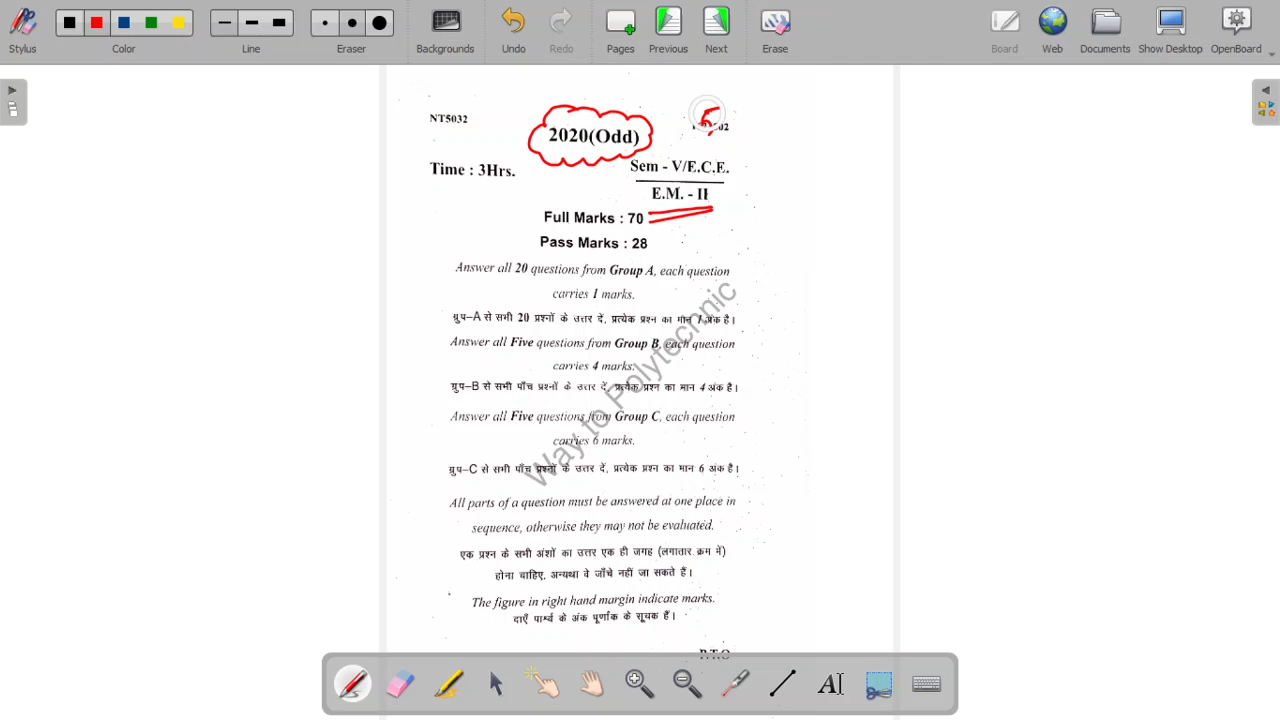 Stylus
Color
Line
Eraser
Backgrounds
Undo
Redo
Pages
Previous
Next
Erase
Board
Web
Documents
Show Desktop
OpenBoard
NT5032
2020(Odd)
5
Time : 3Hrs.
Sem - V/E.C.E.
E.M. - II
Full Marks : 70
Pass Marks : 28
Answer all 20 questions from Group A, each question
carries 1 marks.
ग्रुप–A से सभी 20 प्रश्नों के उत्तर दें, प्रत्येक प्रश्न का मान 1 अंक है।
Answer all Five questions from Group B, each question
carries 4 marks.
ग्रुप–B से सभी पाँच प्रश्नों के उत्तर दें, प्रत्येक प्रश्न का मान 4 अंक है।
Answer all Five questions from Group C, each question
carries 6 marks.
ग्रुप–C से सभी पाँच प्रश्नों के उत्तर दें, प्रत्येक प्रश्न का मान 6 अंक है।
Way to Polytechnic
All parts of a question must be answered at one place in
sequence, otherwise they may not be evaluated.
एक प्रश्न के सभी अंशों का उत्तर एक ही जगह (लगातार क्रम में)
होना चाहिए, अन्यथा वे जाँचे नहीं जा सकते हैं।
The figure in right hand margin indicate marks.
दाएँ पार्श्व के अंक पूर्णांक के सूचक हैं।
P.T.O